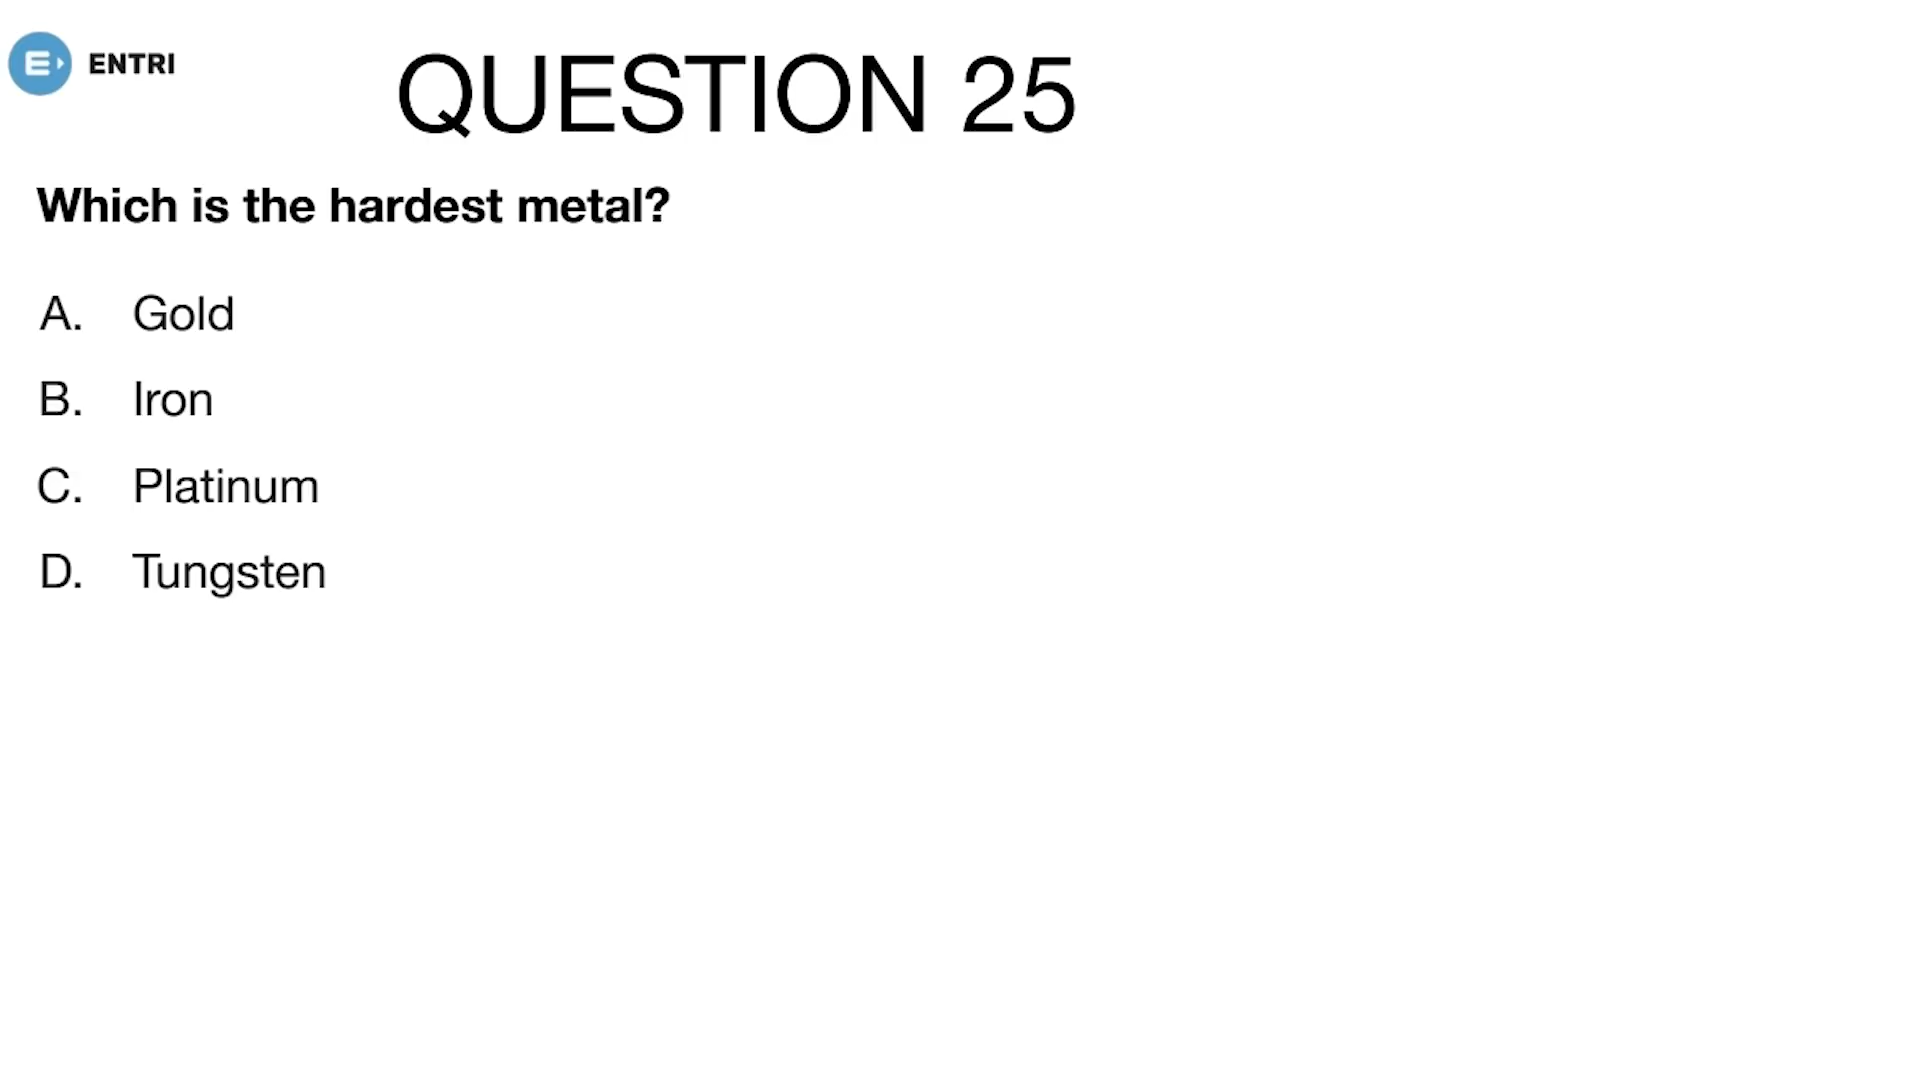 ENTRI
QUESTION 25
Which is the hardest metal?
A. Gold
B. Iron
C. Platinum
D. Tungsten